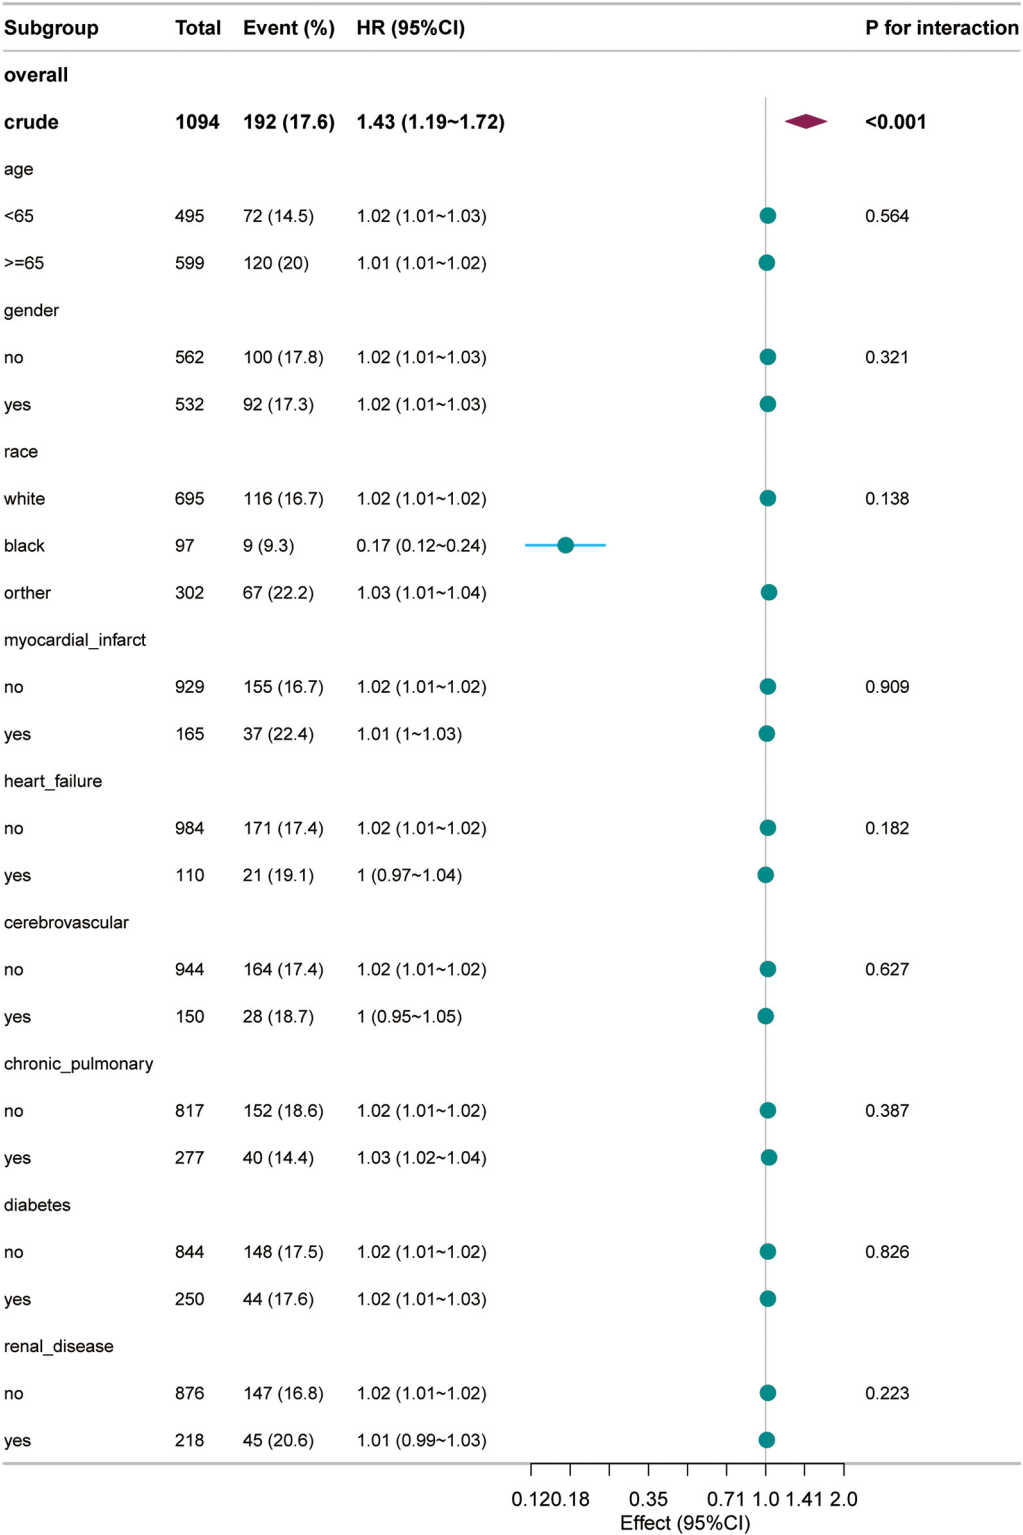 Subgroup Total Event (%) HR (95%CI) P for interaction
overall
crude 1094 192 (17.6) 1.43 (1.19~1.72) <0.001
age
<65 495 72 (14.5) 1.02 (1.01~1.03) 0.564
>=65 599 120 (20) 1.01 (1.01~1.02)
gender
no 562 100 (17.8) 1.02 (1.01~1.03) 0.321
yes 532 92 (17.3) 1.02 (1.01~1.03)
race
white 695 116 (16.7) 1.02 (1.01~1.02) 0.138
black 97 9 (9.3) 0.17 (0.12~0.24)
orther 302 67 (22.2) 1.03 (1.01~1.04)
myocardial_infarct
no 929 155 (16.7) 1.02 (1.01~1.02) 0.909
yes 165 37 (22.4) 1.01 (1~1.03)
heart_failure
no 984 171 (17.4) 1.02 (1.01~1.02) 0.182
yes 110 21 (19.1) 1 (0.97~1.04)
cerebrovascular
no 944 164 (17.4) 1.02 (1.01~1.02) 0.627
yes 150 28 (18.7) 1 (0.95~1.05)
chronic_pulmonary
no 817 152 (18.6) 1.02 (1.01~1.02) 0.387
yes 277 40 (14.4) 1.03 (1.02~1.04)
diabetes
no 844 148 (17.5) 1.02 (1.01~1.02) 0.826
yes 250 44 (17.6) 1.02 (1.01~1.03)
renal_disease
no 876 147 (16.8) 1.02 (1.01~1.02) 0.223
yes 218 45 (20.6) 1.01 (0.99~1.03)
0.12 0.18 0.35 0.71 1.0 1.41 2.0
Effect (95%CI)